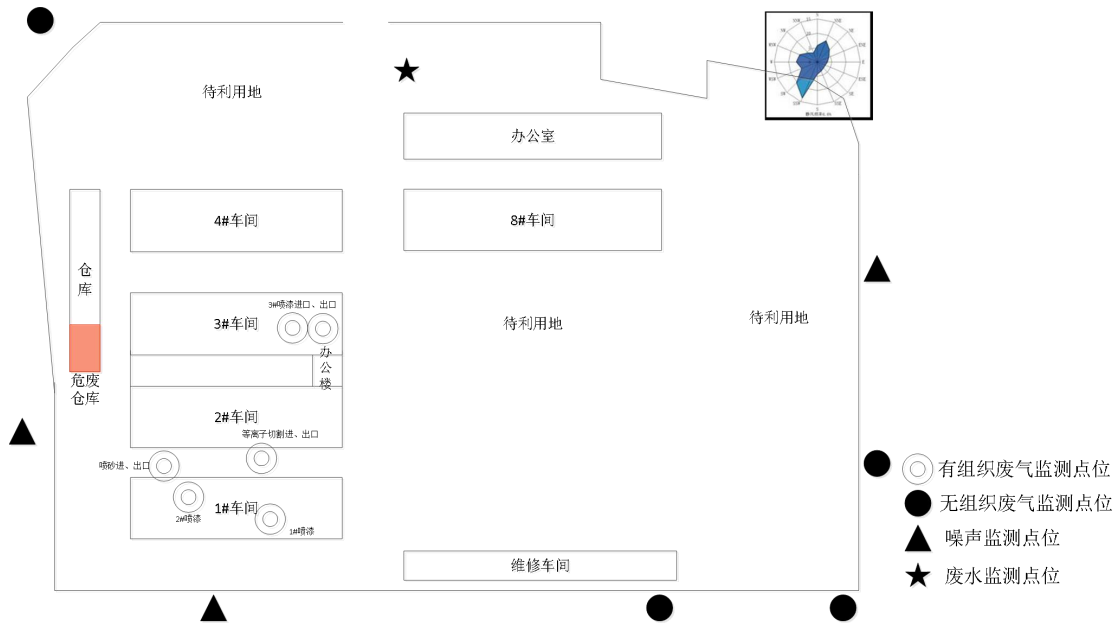 待利用地
办公室
4#车间
8#车间
仓
库
3#喷漆进口、出口
3#车间
待利用地
待利用地
办
公
楼
危废
仓库
2#车间
等离子切割进、出口
喷砂进、出口
有组织废气监测点位
1#车间
2#喷漆
1#喷漆
无组织废气监测点位
噪声监测点位
维修车间
废水监测点位